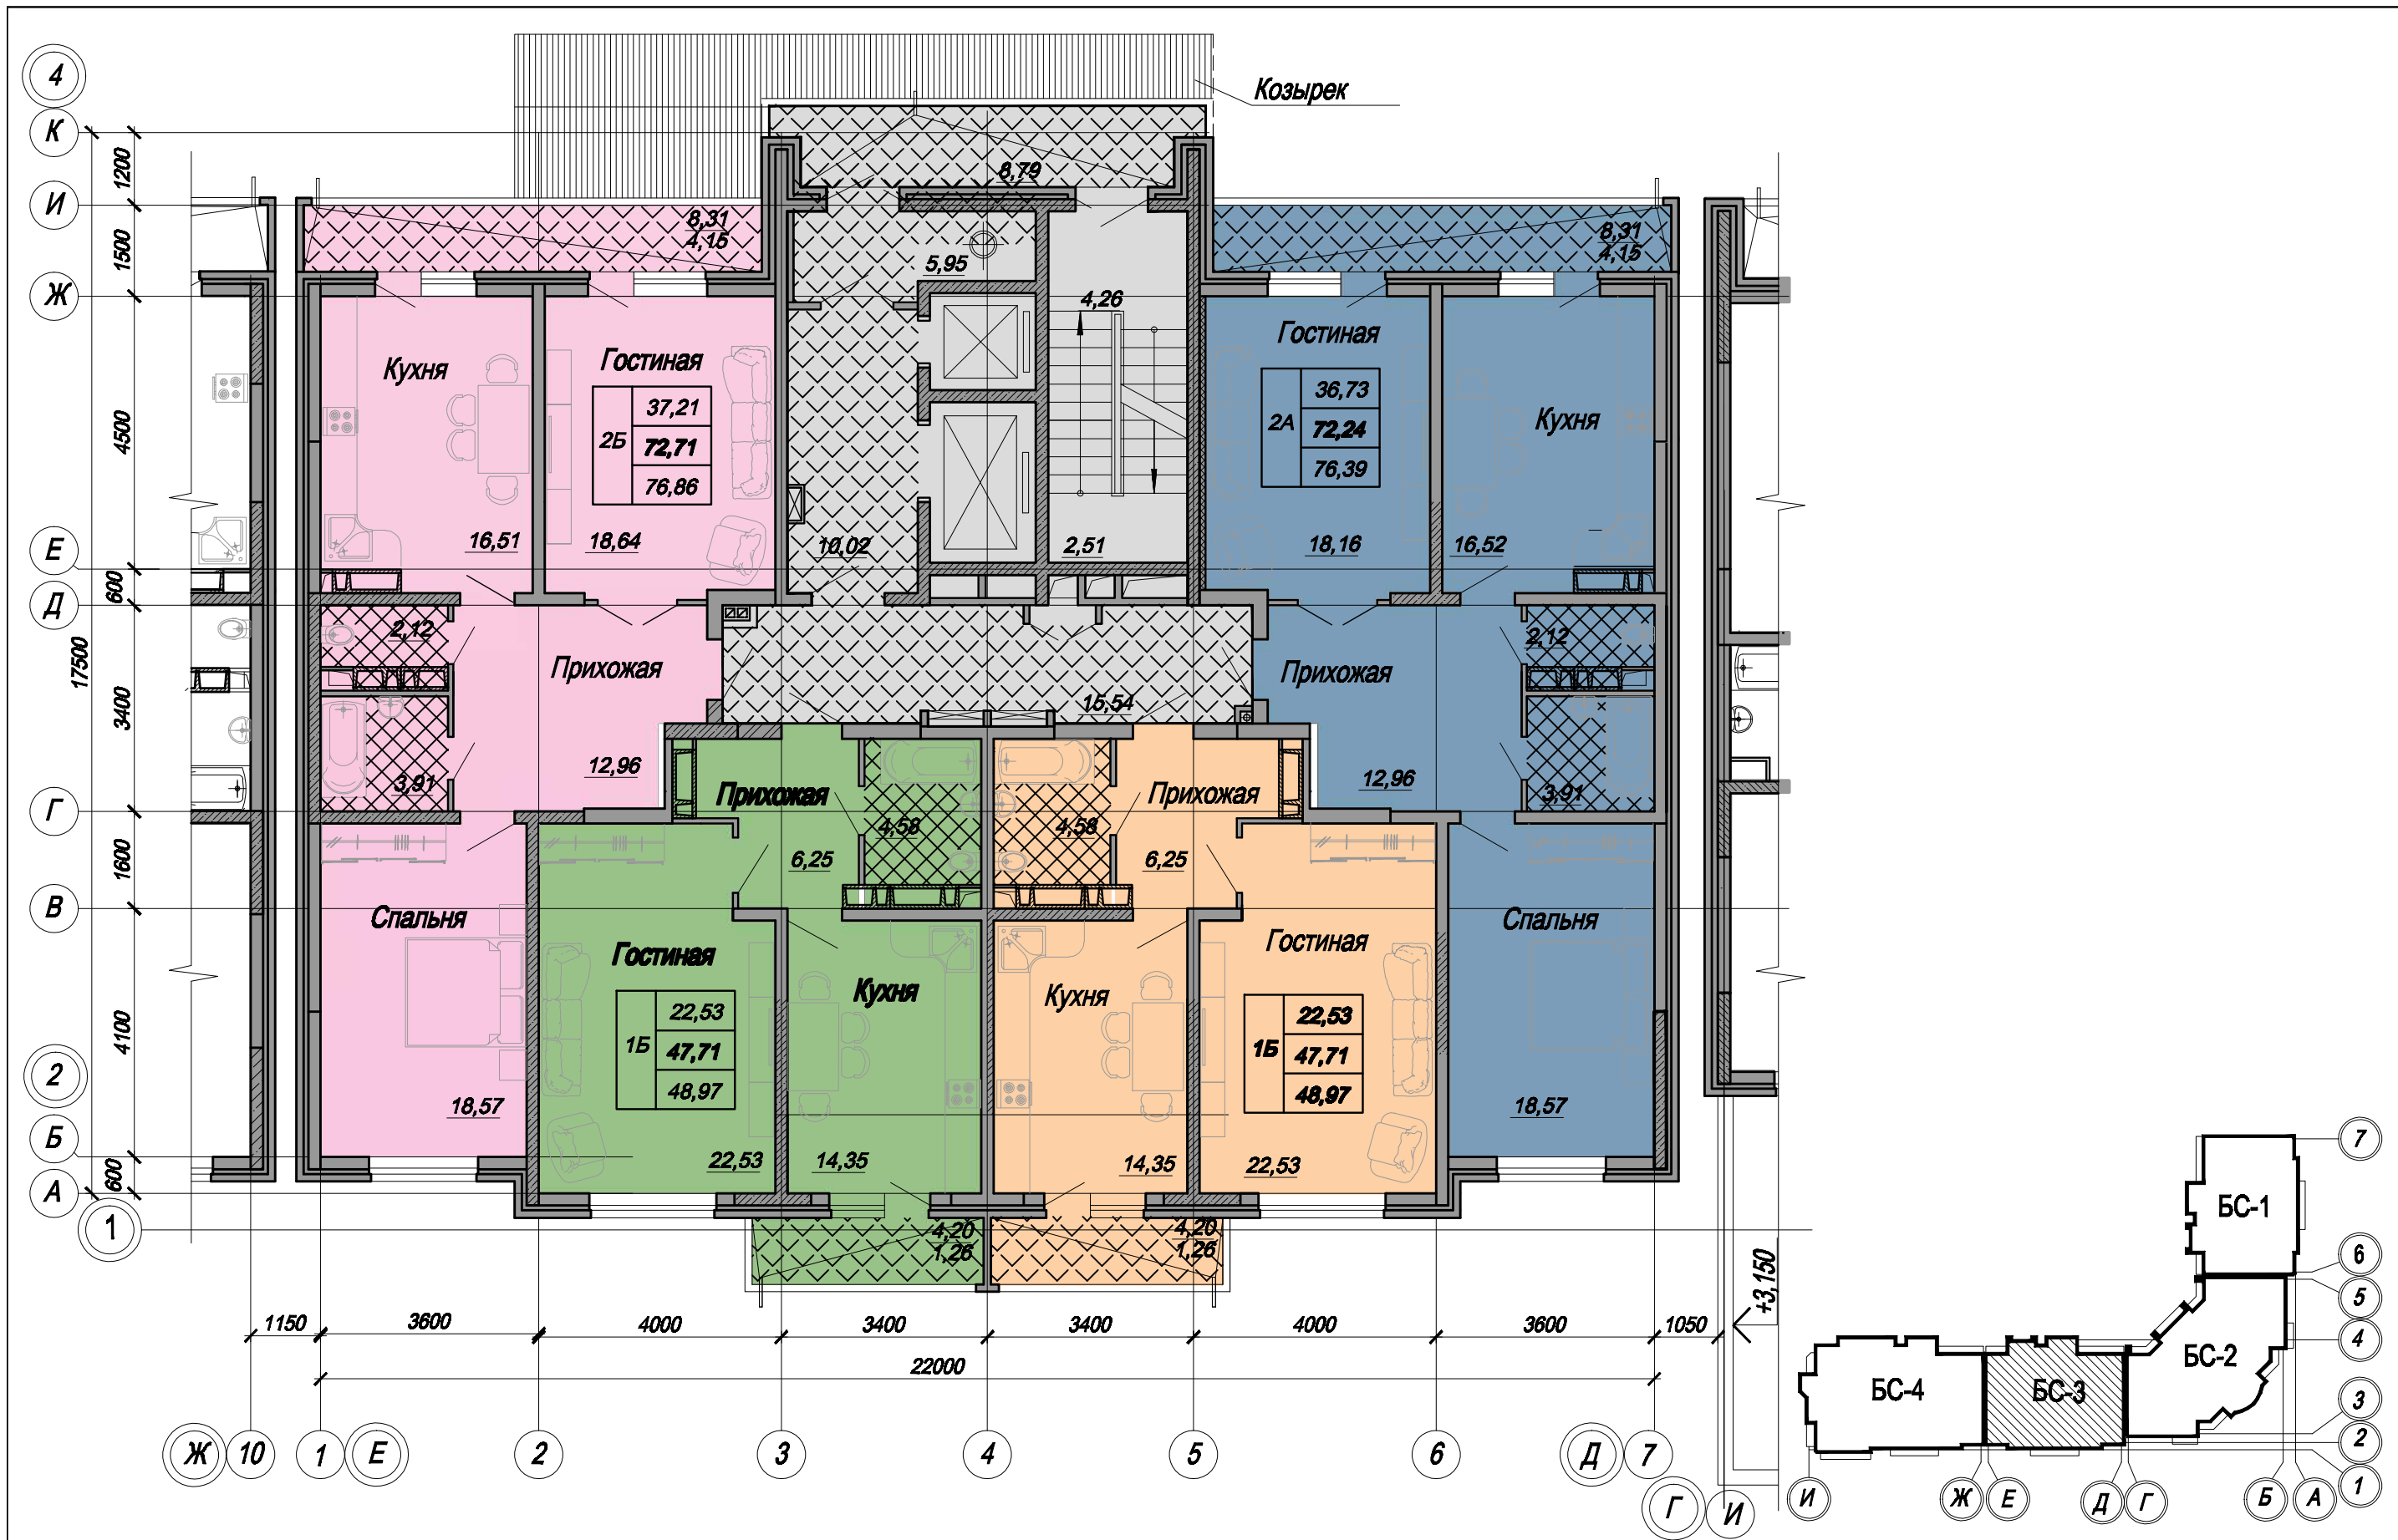 4
Козырек
К
1200
И
8,79
8,31
4,15
8,31
4,15
1500
5,95
Ж
4,26
Гостиная
Гостиная
Кухня
36,73
37,21
2А
72,24
Кухня
4500
2Б
72,71
76,39
76,86
16,51
18,64
10,02
2,51
18,16
16,52
Е
600
Д
2,12
2,12
17500
Прихожая
Прихожая
3400
15,54
12,96
12,96
3,91
3,91
Прихожая
Прихожая
Г
4,58
4,58
1600
6,25
6,25
В
Спальня
Спальня
Гостиная
Гостиная
Кухня
Кухня
22,53
22,53
4100
1Б
47,71
1Б
47,71
2
48,97
48,97
18,57
18,57
Б
22,53
14,35
14,35
22,53
600
А
1
4,20
1,26
4,20
1,26
+3,150
1150
3600
4000
3400
3400
4000
3600
1050
22000
Ж
10
1
Е
2
3
4
5
6
Д
7
Г
И
7
БС-1
6
5
4
БС-2
БС-4
БС-3
3
2
1
И
Ж
Е
Д
Г
Б
А